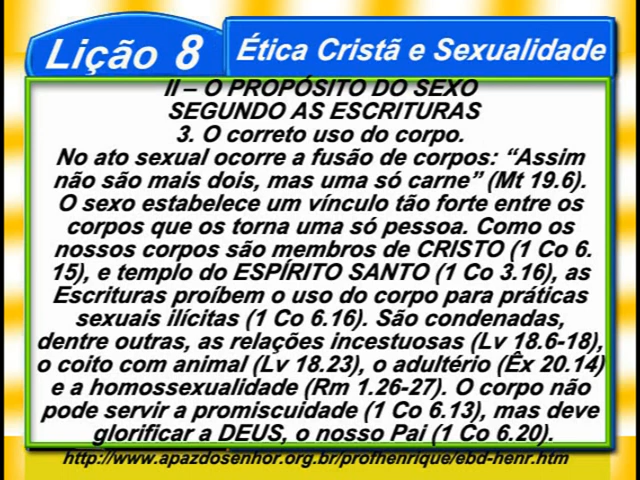 Lição 8
Ética Cristã e Sexualidade
II – O PROPÓSITO DO SEXO
SEGUNDO AS ESCRITURAS
3. O correto uso do corpo.
No ato sexual ocorre a fusão de corpos: “Assim
não são mais dois, mas uma só carne” (Mt 19.6).
O sexo estabelece um vínculo tão forte entre os
corpos que os torna uma só pessoa. Como os
nossos corpos são membros de CRISTO (1 Co 6.
15), e templo do ESPÍRITO SANTO (1 Co 3.16), as
Escrituras proíbem o uso do corpo para práticas
sexuais ilícitas (1 Co 6.16). São condenadas,
dentre outras, as relações incestuosas (Lv 18.6-18),
o coito com animal (Lv 18.23), o adultério (Êx 20.14)
e a homossexualidade (Rm 1.26-27). O corpo não
pode servir a promiscuidade (1 Co 6.13), mas deve
glorificar a DEUS, o nosso Pai (1 Co 6.20).
http://www.apazdosenhor.org.br/profhenrique/ebd-henr.htm